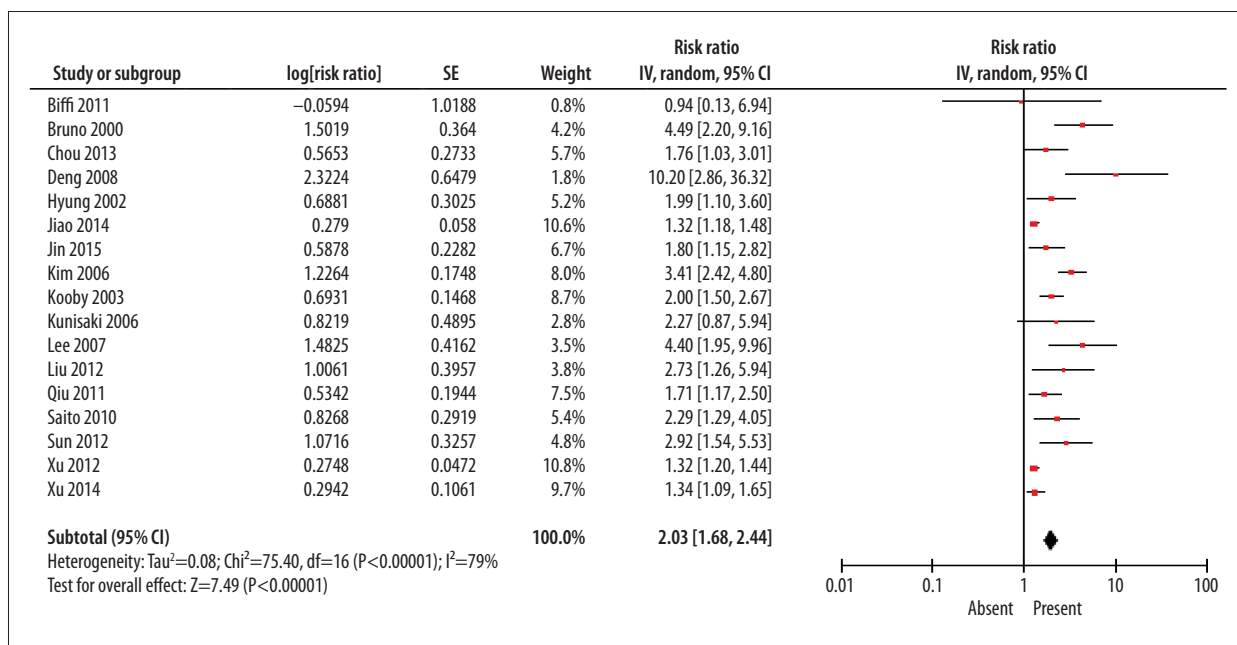 Risk ratio Risk ratio
Study or subgroup log[risk ratio] SE Weight IV, random, 95% CI IV, random, 95% CI
Biffi 2011 –0.0594 1.0188 0.8% 0.94 [0.13, 6.94]
Bruno 2000 1.5019 0.364 4.2% 4.49 [2.20, 9.16]
Chou 2013 0.5653 0.2733 5.7% 1.76 [1.03, 3.01]
Deng 2008 2.3224 0.6479 1.8% 10.20 [2.86, 36.32]
Hyung 2002 0.6881 0.3025 5.2% 1.99 [1.10, 3.60]
Jiao 2014 0.279 0.058 10.6% 1.32 [1.18, 1.48]
Jin 2015 0.5878 0.2282 6.7% 1.80 [1.15, 2.82]
Kim 2006 1.2264 0.1748 8.0% 3.41 [2.42, 4.80]
Kooby 2003 0.6931 0.1468 8.7% 2.00 [1.50, 2.67]
Kunisaki 2006 0.8219 0.4895 2.8% 2.27 [0.87, 5.94]
Lee 2007 1.4825 0.4162 3.5% 4.40 [1.95, 9.96]
Liu 2012 1.0061 0.3957 3.8% 2.73 [1.26, 5.94]
Qiu 2011 0.5342 0.1944 7.5% 1.71 [1.17, 2.50]
Saito 2010 0.8268 0.2919 5.4% 2.29 [1.29, 4.05]
Sun 2012 1.0716 0.3257 4.8% 2.92 [1.54, 5.53]
Xu 2012 0.2748 0.0472 10.8% 1.32 [1.20, 1.44]
Xu 2014 0.2942 0.1061 9.7% 1.34 [1.09, 1.65]
Subtotal (95% CI) 100.0% 2.03 [1.68, 2.44]
Heterogeneity: Tau²=0.08; Chi²=75.40, df=16 (P<0.00001); I²=79%
Test for overall effect: Z=7.49 (P<0.00001)
0.01 0.1 1 10 100
Absent Present